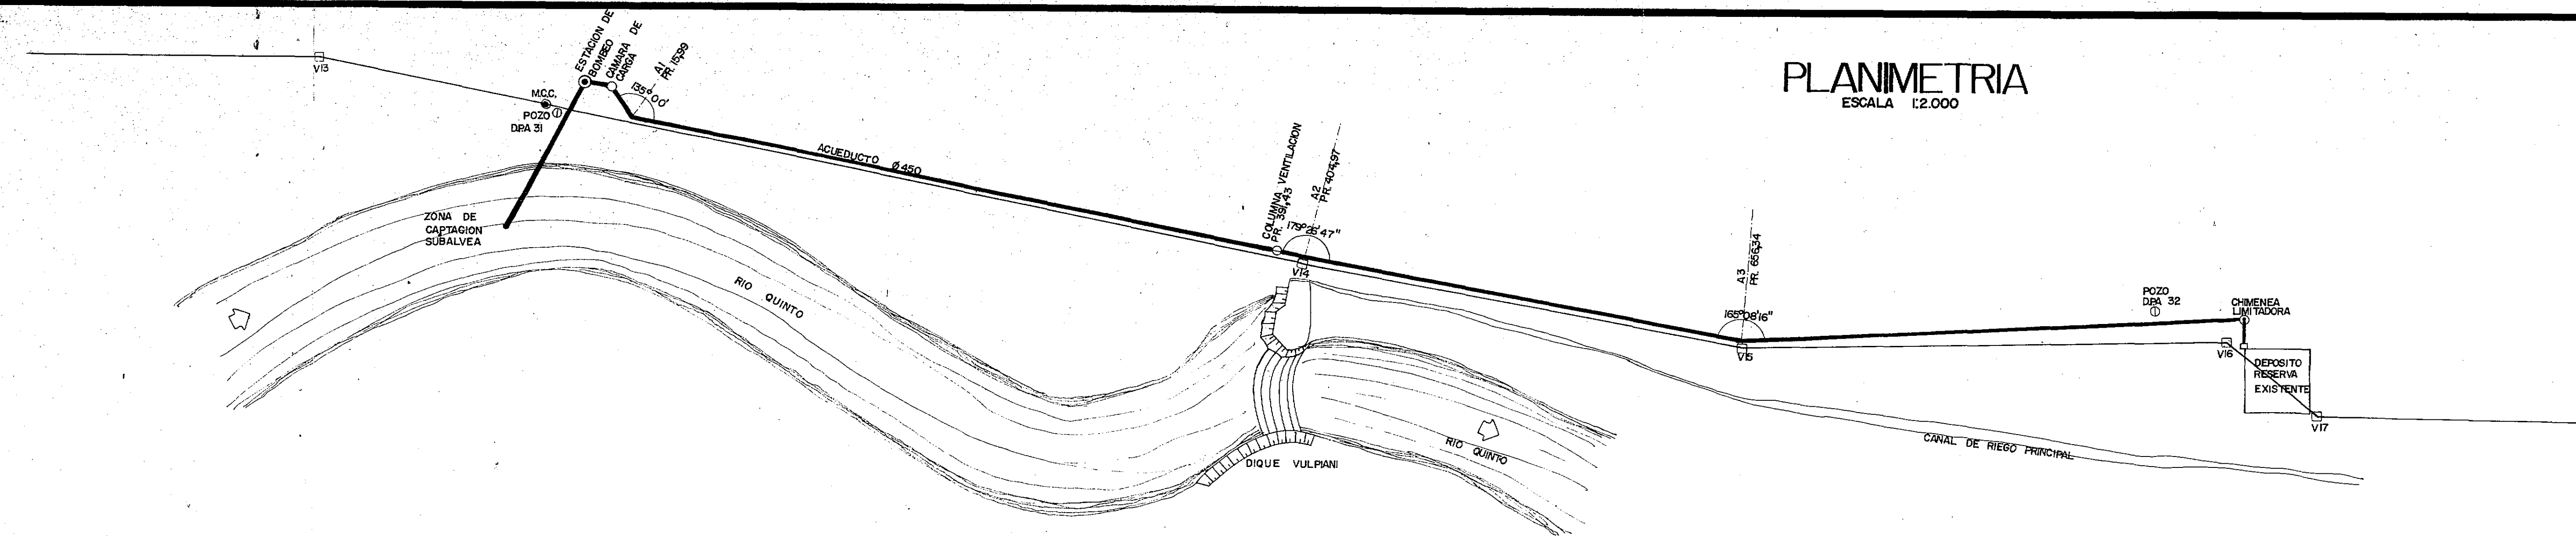 PLANIMETRIA
ESCALA 1:2.000
V13
ESTACION DE
BOMBEO
CAMARA DE
CARGA
A1
PR. 15,99
135°00'
M.C.C.
POZO
D.P.A 31
ACUEDUCTO Ø 450
ZONA DE
CAPTAGION
SUBALVEA
RIO QUINTO
COLUMNA VENTILACION
PR. 391,43
A2
PR. 404,97
179°26'47"
V14
A3
PR. 656,34
165°08'16"
V15
POZO
D.P.A 32
CHIMENEA
LIMITADORA
V16
DEPOSITO
RESERVA
EXISTENTE
V17
CANAL DE RIEGO PRINCIPAL
RIO QUINTO
DIQUE VULPIANI